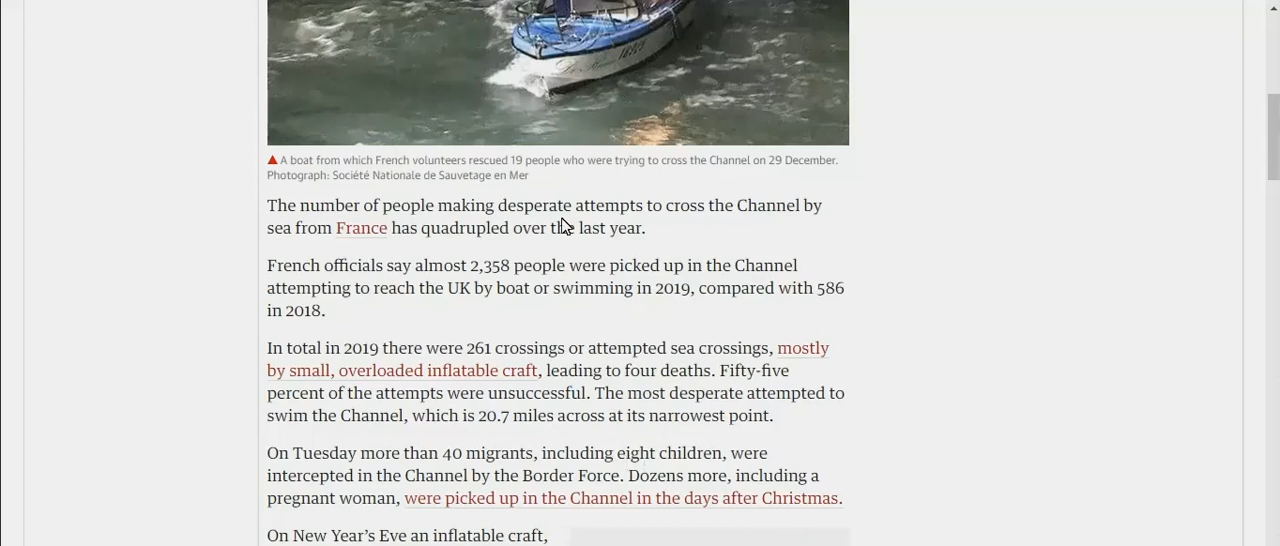 A boat from which French volunteers rescued 19 people who were trying to cross the Channel on 29 December.
Photograph: Société Nationale de Sauvetage en Mer
The number of people making desperate attempts to cross the Channel by
sea from France has quadrupled over the last year.
French officials say almost 2,358 people were picked up in the Channel
attempting to reach the UK by boat or swimming in 2019, compared with 586
in 2018.
In total in 2019 there were 261 crossings or attempted sea crossings, mostly
by small, overloaded inflatable craft, leading to four deaths. Fifty-five
percent of the attempts were unsuccessful. The most desperate attempted to
swim the Channel, which is 20.7 miles across at its narrowest point.
On Tuesday more than 40 migrants, including eight children, were
intercepted in the Channel by the Border Force. Dozens more, including a
pregnant woman, were picked up in the Channel in the days after Christmas.
On New Year's Eve an inflatable craft,